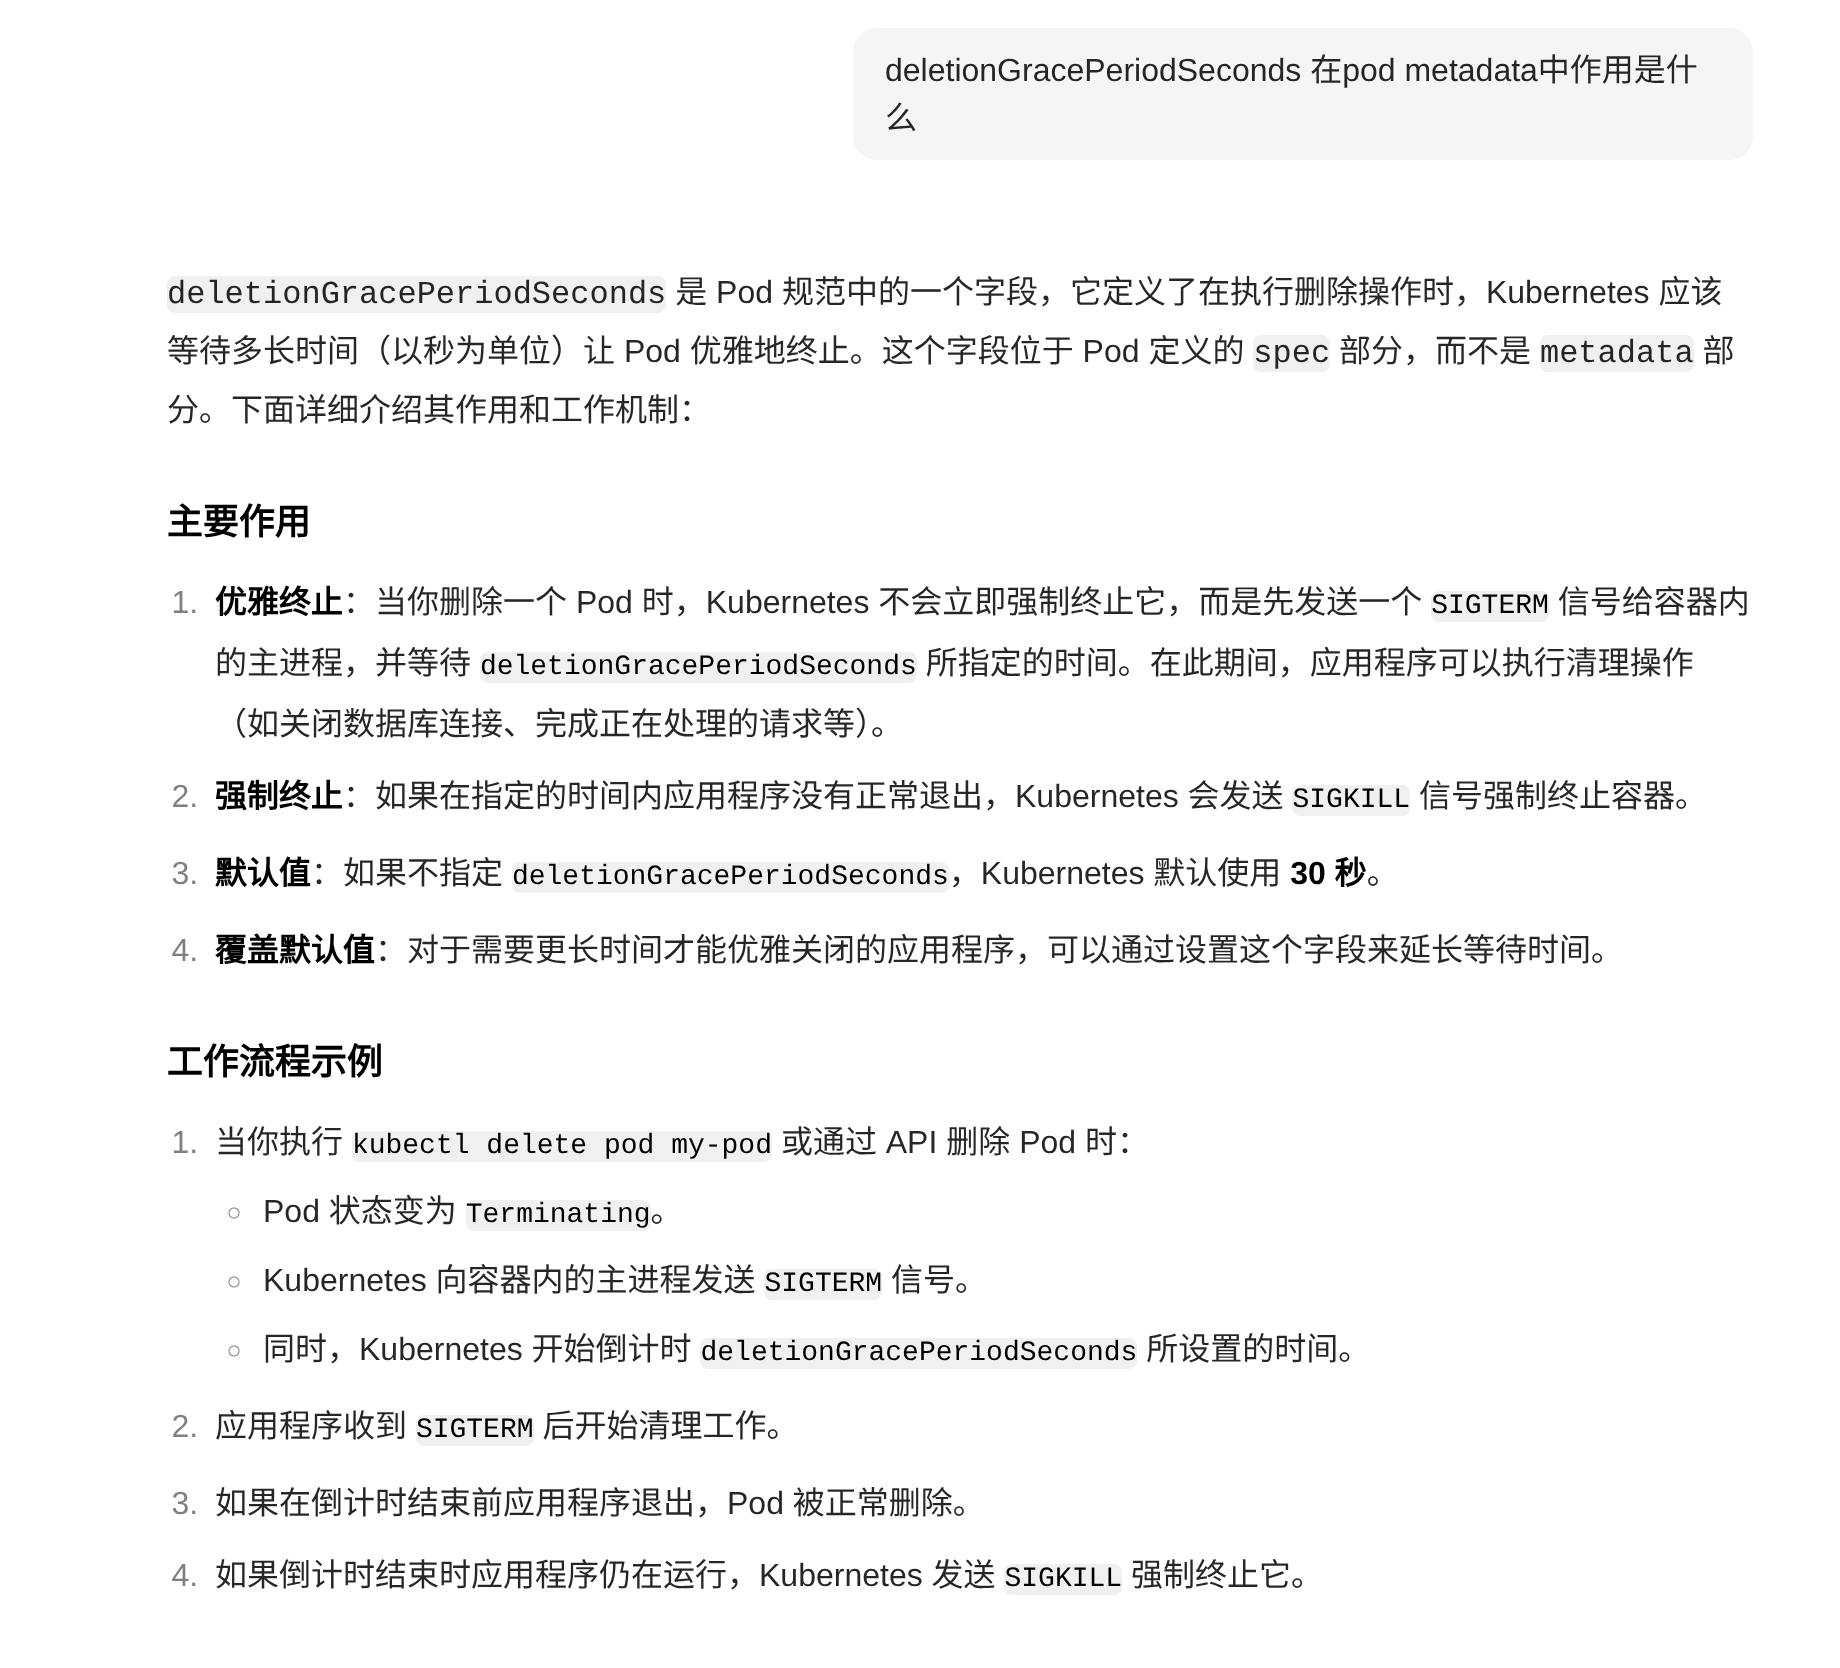 deletionGracePeriodSeconds 在pod metadata中作用是什
么
deletionGracePeriodSeconds 是 Pod 规范中的一个字段，它定义了在执行删除操作时，Kubernetes 应该
等待多长时间（以秒为单位）让 Pod 优雅地终止。这个字段位于 Pod 定义的 spec 部分，而不是 metadata 部
分。下面详细介绍其作用和工作机制：
主要作用
1. 优雅终止：当你删除一个 Pod 时，Kubernetes 不会立即强制终止它，而是先发送一个 SIGTERM 信号给容器内
的主进程，并等待 deletionGracePeriodSeconds 所指定的时间。在此期间，应用程序可以执行清理操作
（如关闭数据库连接、完成正在处理的请求等）。
2. 强制终止：如果在指定的时间内应用程序没有正常退出，Kubernetes 会发送 SIGKILL 信号强制终止容器。
3. 默认值：如果不指定 deletionGracePeriodSeconds，Kubernetes 默认使用 30 秒。
4. 覆盖默认值：对于需要更长时间才能优雅关闭的应用程序，可以通过设置这个字段来延长等待时间。
工作流程示例
1. 当你执行 kubectl delete pod my-pod 或通过 API 删除 Pod 时：
○ Pod 状态变为 Terminating。
○ Kubernetes 向容器内的主进程发送 SIGTERM 信号。
○ 同时，Kubernetes 开始倒计时 deletionGracePeriodSeconds 所设置的时间。
2. 应用程序收到 SIGTERM 后开始清理工作。
3. 如果在倒计时结束前应用程序退出，Pod 被正常删除。
4. 如果倒计时结束时应用程序仍在运行，Kubernetes 发送 SIGKILL 强制终止它。